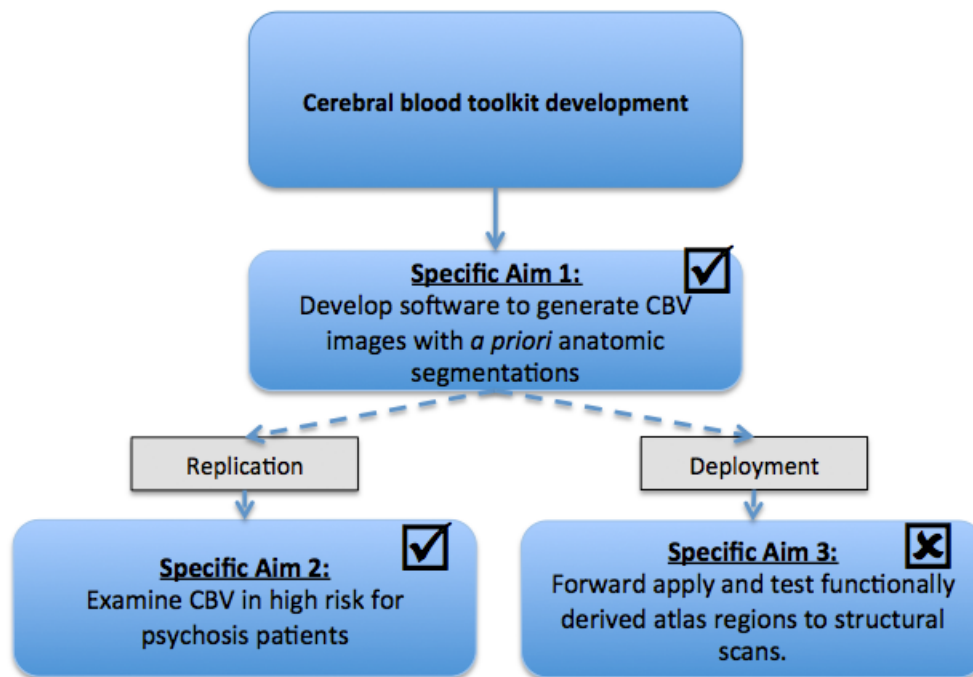 Cerebral blood toolkit development
Specific Aim 1:
Develop software to generate CBV
images with a priori anatomic
segmentations
Replication
Deployment
Specific Aim 2:
Examine CBV in high risk for
psychosis patients
Specific Aim 3:
Forward apply and test functionally
derived atlas regions to structural
scans.